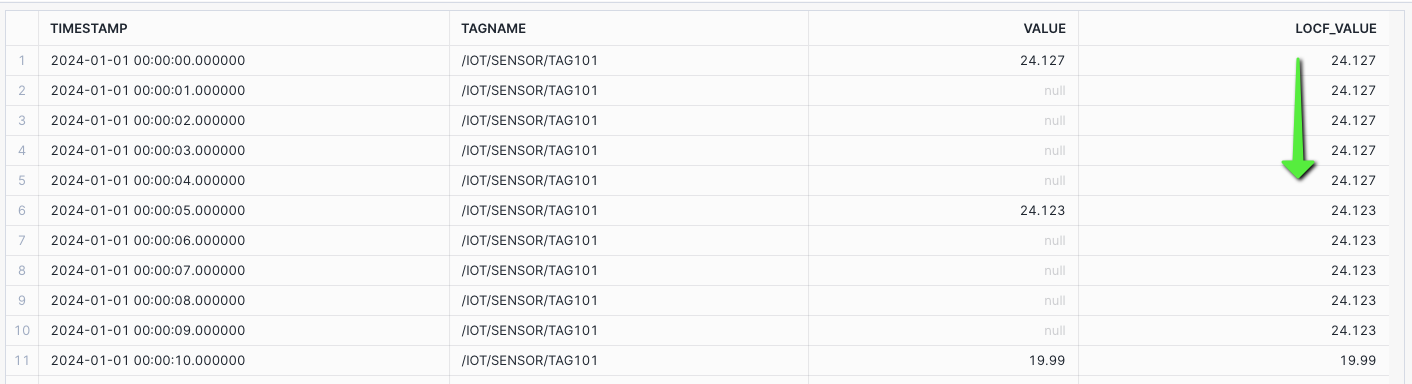 TIMESTAMP TAGNAME VALUE LOCF_VALUE
1 2024-01-01 00:00:00.000000 /IOT/SENSOR/TAG101 24.127 24.127
2 2024-01-01 00:00:01.000000 /IOT/SENSOR/TAG101 null 24.127
3 2024-01-01 00:00:02.000000 /IOT/SENSOR/TAG101 null 24.127
4 2024-01-01 00:00:03.000000 /IOT/SENSOR/TAG101 null 24.127
5 2024-01-01 00:00:04.000000 /IOT/SENSOR/TAG101 null 24.127
6 2024-01-01 00:00:05.000000 /IOT/SENSOR/TAG101 24.123 24.123
7 2024-01-01 00:00:06.000000 /IOT/SENSOR/TAG101 null 24.123
8 2024-01-01 00:00:07.000000 /IOT/SENSOR/TAG101 null 24.123
9 2024-01-01 00:00:08.000000 /IOT/SENSOR/TAG101 null 24.123
10 2024-01-01 00:00:09.000000 /IOT/SENSOR/TAG101 null 24.123
11 2024-01-01 00:00:10.000000 /IOT/SENSOR/TAG101 19.99 19.99